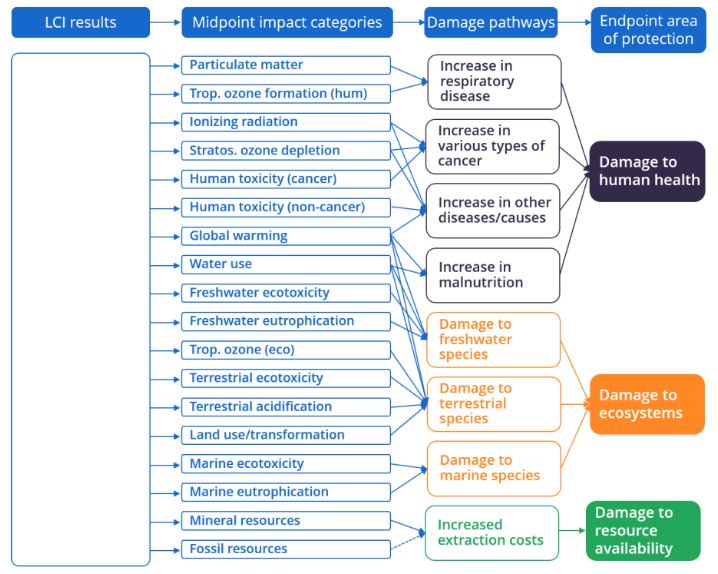 LCI results
Midpoint impact categories
Damage pathways
Endpoint area
of protection
Particulate matter
Trop. ozone formation (hum)
Ionizing radiation
Stratos. ozone depletion
Human toxicity (cancer)
Human toxicity (non-cancer)
Global warming
Water use
Freshwater ecotoxicity
Freshwater eutrophication
Trop. ozone (eco)
Terrestrial ecotoxicity
Terrestrial acidification
Land use/transformation
Marine ecotoxicity
Marine eutrophication
Mineral resources
Fossil resources
Increase in
respiratory
disease
Increase in
various types of
cancer
Increase in other
diseases/causes
Increase in
malnutrition
Damage to
freshwater
species
Damage to
terrestrial
species
Damage to
marine species
Increased
extraction costs
Damage to
human health
Damage to
ecosystems
Damage to
resource
availability